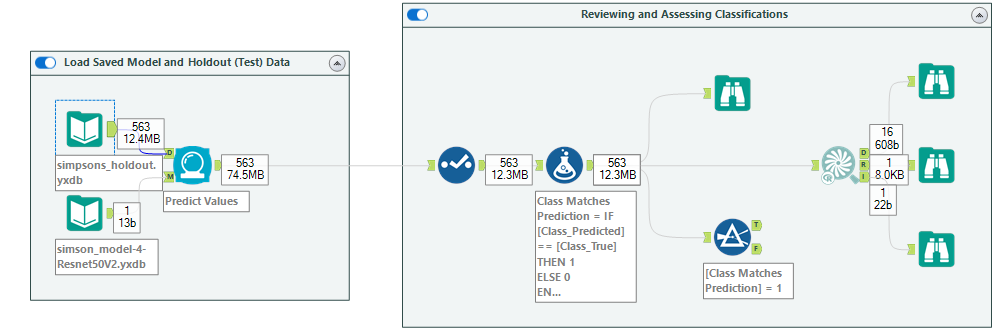 Reviewing and Assessing Classifications
Load Saved Model and Holdout (Test) Data
563
12.4MB
simpsons_holdout.
yxdb
D
M
563
74.5MB
Predict Values
1
13b
simson_model-4-
Resnet50V2.yxdb
563
12.3MB
563
12.3MB
Class Matches
Prediction = IF
[Class_Predicted]
== [Class_True]
THEN 1
ELSE 0
EN...
T
F
[Class Matches
Prediction] = 1
R
D
R
I
16
608b
1
8.0KB
1
22b